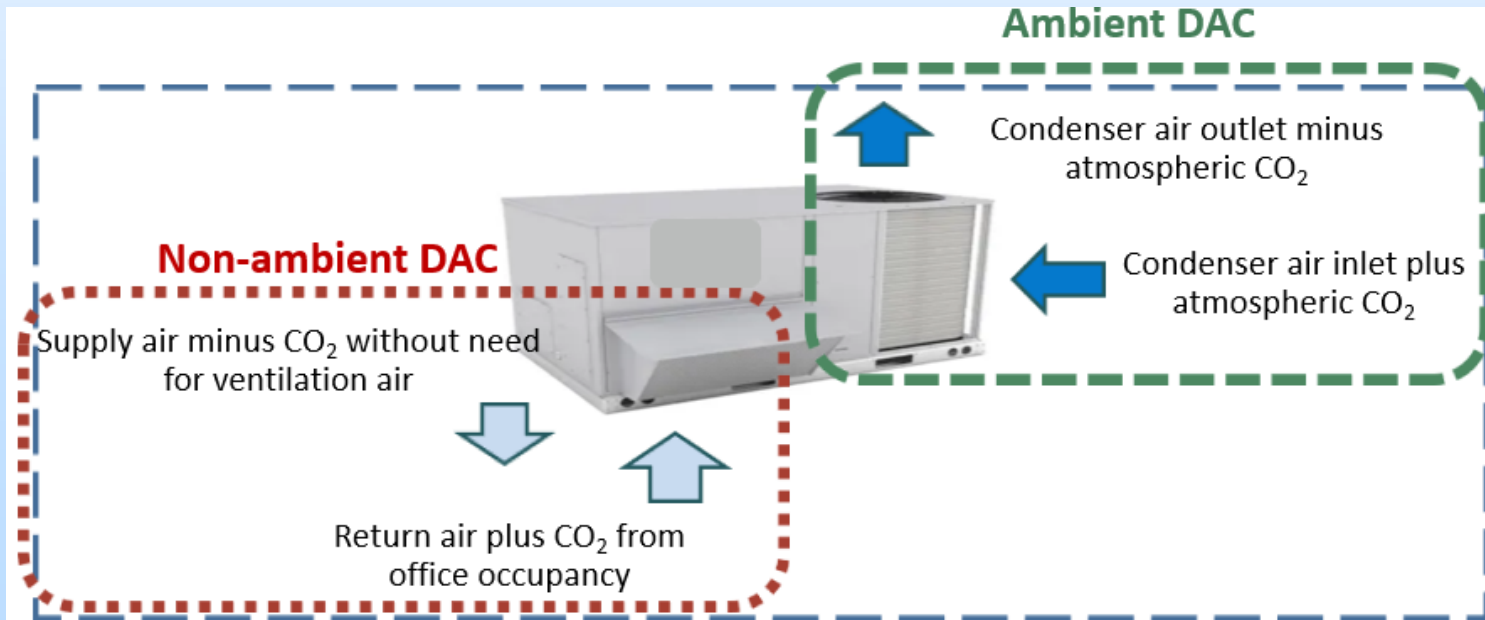 Ambient DAC
Condenser air outlet minus
atmospheric CO₂
Condenser air inlet plus
atmospheric CO₂
Non-ambient DAC
Supply air minus CO₂ without need
for ventilation air
Return air plus CO₂ from
office occupancy